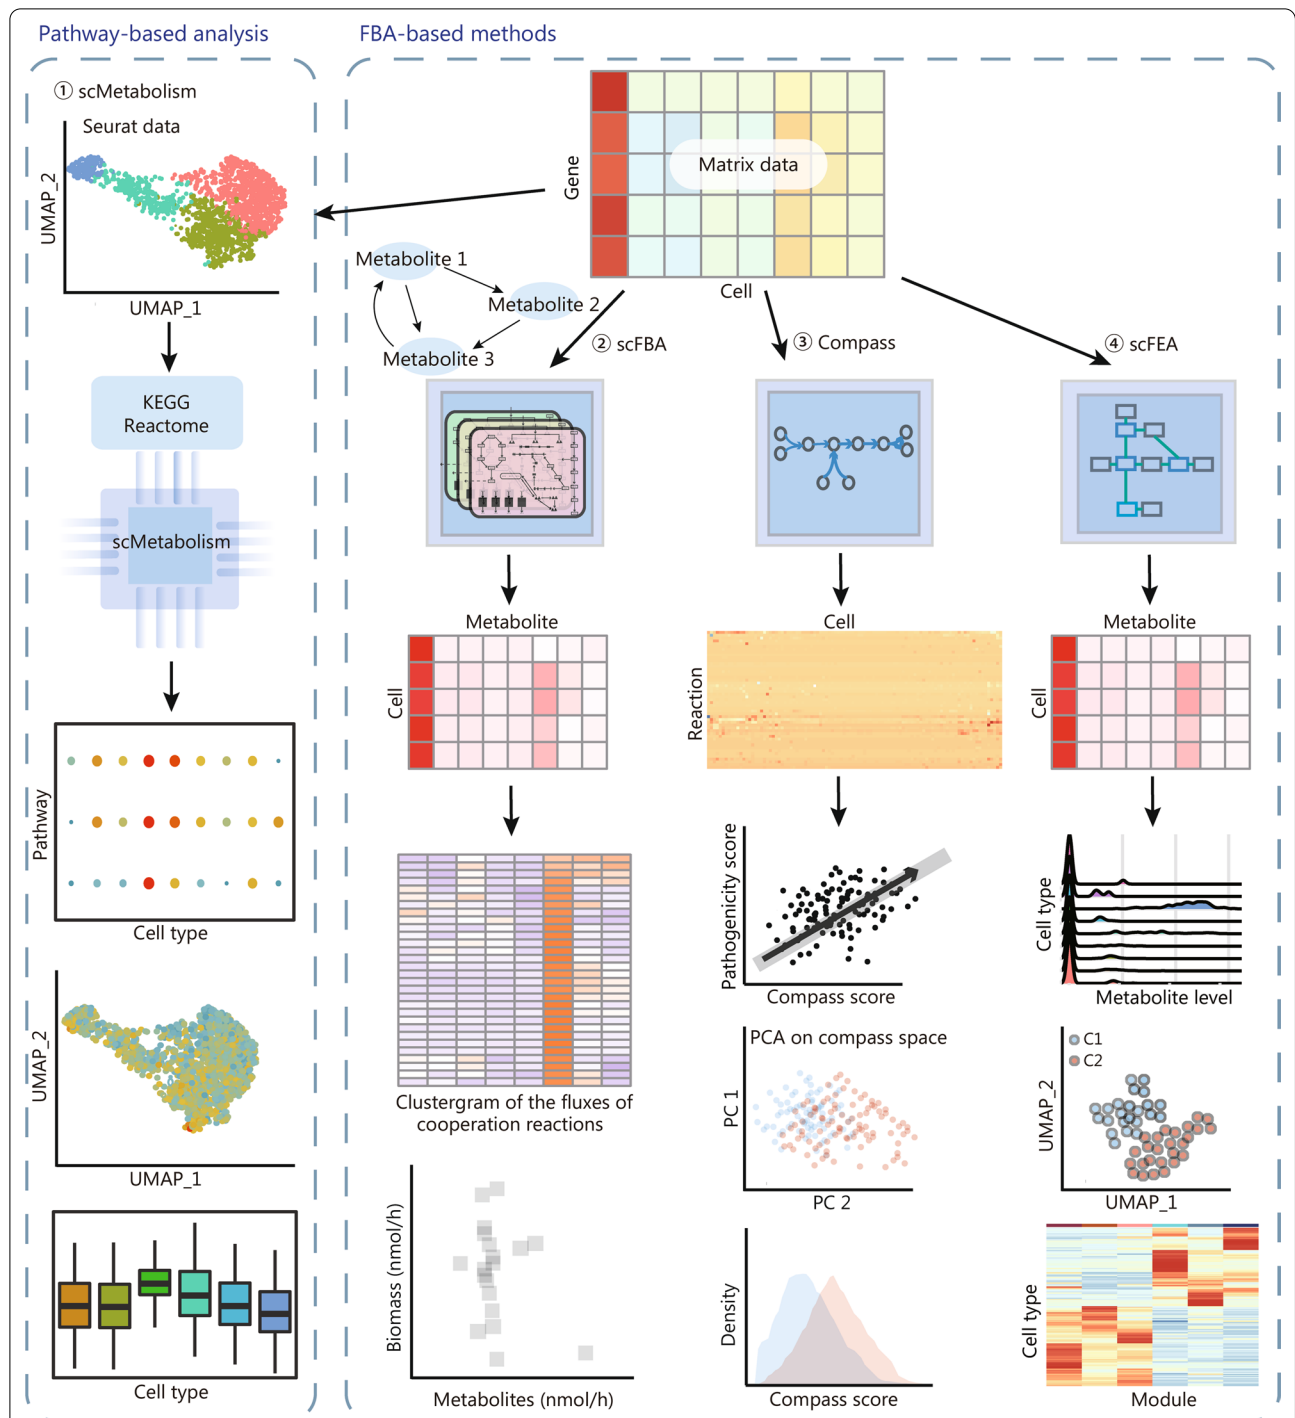 Pathway-based analysis
① scMetabolism
Seurat data
UMAP_2
UMAP_1
KEGG
Reactome
scMetabolism
Pathway
Cell type
UMAP_2
UMAP_1
Cell type
FBA-based methods
Gene
Matrix data
Cell
Metabolite 1
Metabolite 2
Metabolite 3
② scFBA
③ Compass
④ scFEA
Metabolite
Cell
Clustergram of the fluxes of
cooperation reactions
Biomass (nmol/h)
Metabolites (nmol/h)
Cell
Reaction
Pathogenicity score
Compass score
PCA on compass space
PC 1
PC 2
Density
Compass score
Metabolite
Cell
Cell type
Metabolite level
C1
C2
UMAP_2
UMAP_1
Cell type
Module